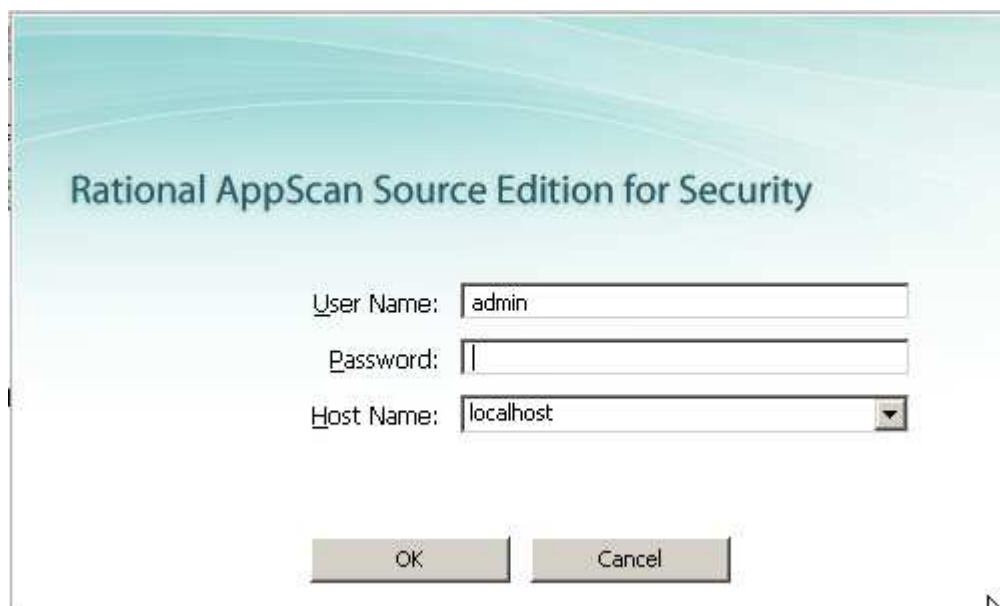 Rational AppScan Source Edition for Security
User Name: admin
Password:
Host Name: localhost
OK Cancel